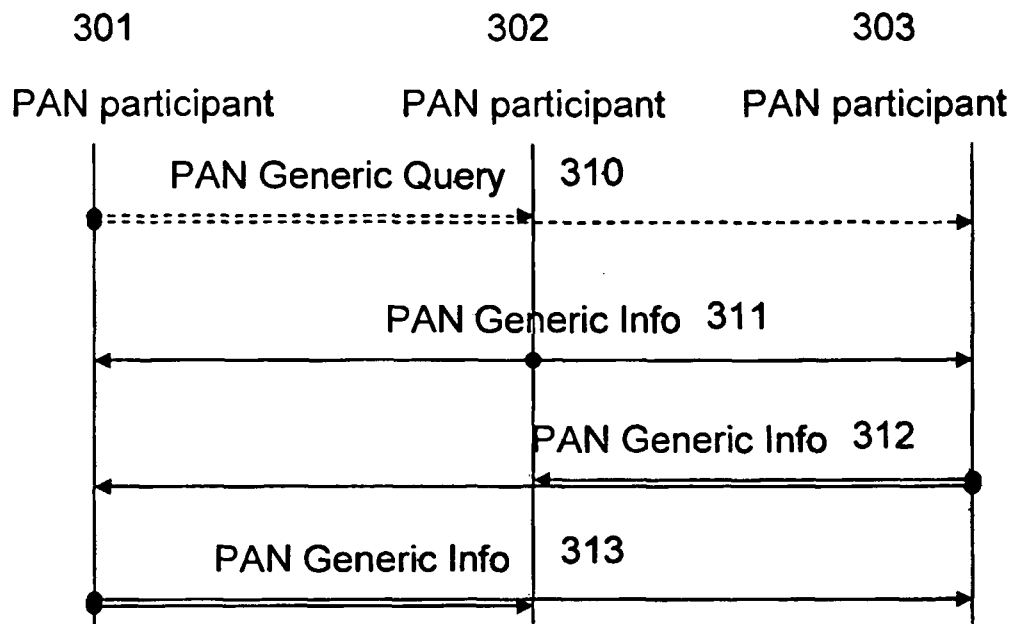 301 302 303
PAN participant PAN participant PAN participant
PAN Generic Query 310
PAN Generic Info 311
PAN Generic Info 312
PAN Generic Info 313